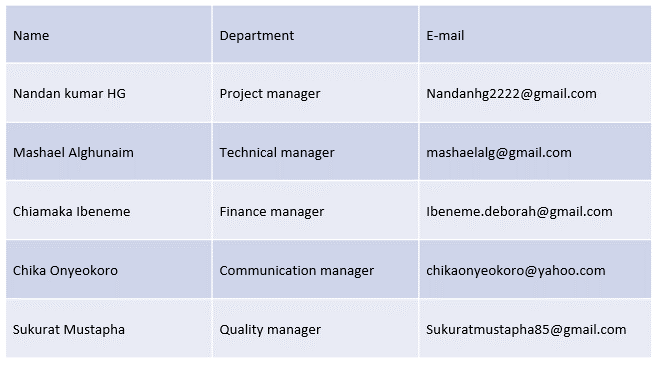 Name Department E-mail
Nandan kumar HG Project manager Nandanhg2222@gmail.com
Mashael Alghunaim Technical manager mashaelalg@gmail.com
Chiamaka Ibeneme Finance manager Ibeneme.deborah@gmail.com
Chika Onyeokoro Communication manager chikaonyeokoro@yahoo.com
Sukurat Mustapha Quality manager Sukuratmustapha85@gmail.com